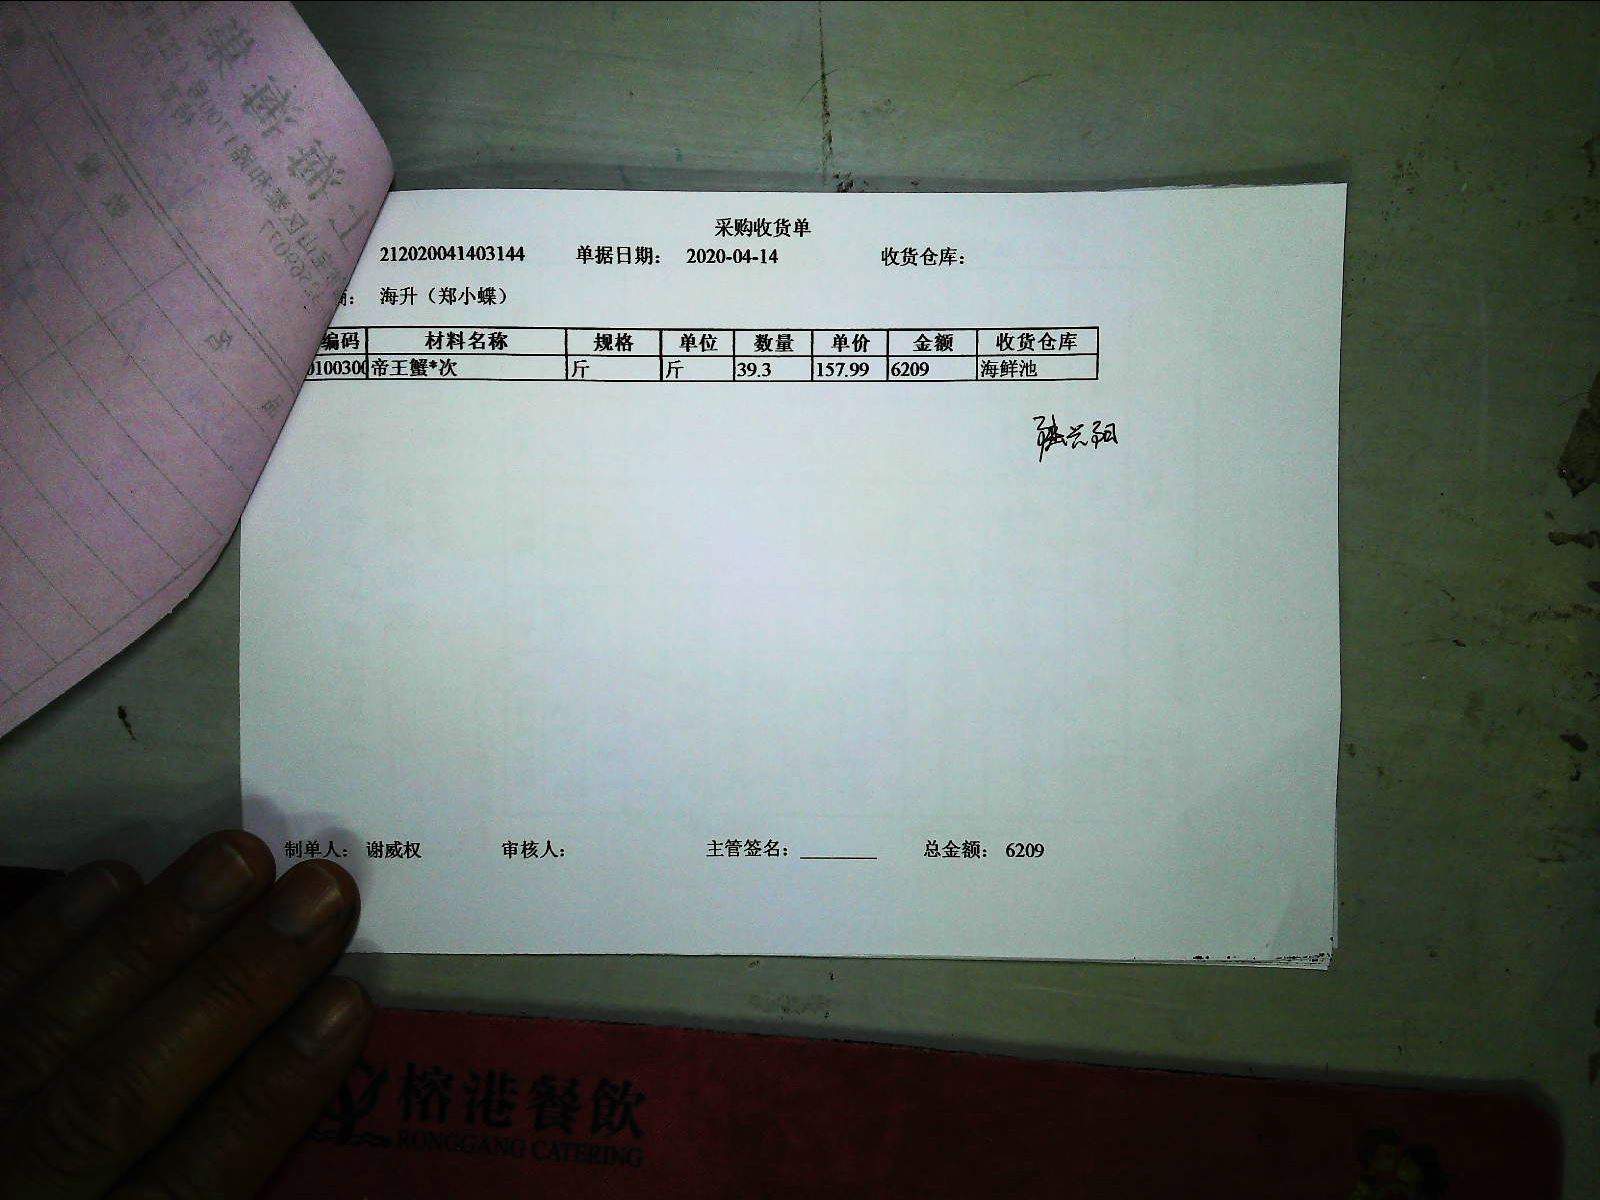 采购收货单
212020041403144 单据日期： 2020-04-14 收货仓库：
商： 海升（郑小蝶）
编码 材料名称 规格 单位 数量 单价 金额 收货仓库
0100300 帝王蟹*次 斤 斤 39.3 157.99 6209 海鲜池
制单人： 谢威权 审核人： 主管签名： 总金额： 6209
榕港餐飲
RONGGANG CATERING